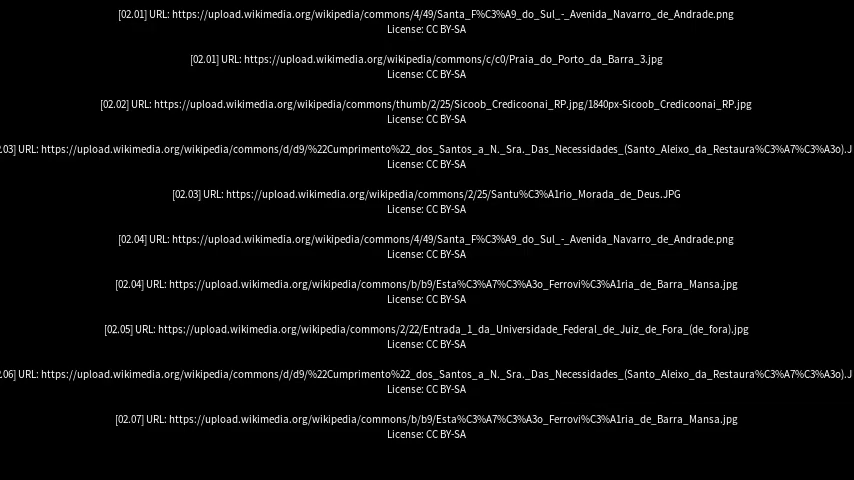 [02.01] URL: https://upload.wikimedia.org/wikipedia/commons/4/49/Santa_F%C3%A9_do_Sul_-_Avenida_Navarro_de_Andrade.png
License: CC BY-SA
[02.01] URL: https://upload.wikimedia.org/wikipedia/commons/c/c0/Praia_do_Porto_da_Barra_3.jpg
License: CC BY-SA
[02.02] URL: https://upload.wikimedia.org/wikipedia/commons/thumb/2/25/Sicoob_Credicoonai_RP.jpg/1840px-Sicoob_Credicoonai_RP.jpg
License: CC BY-SA
.03] URL: https://upload.wikimedia.org/wikipedia/commons/d/d9/%22Cumprimento%22_dos_Santos_a_N._Sra._Das_Necessidades_(Santo_Aleixo_da_Restaura%C3%A7%C3%A3o).J
License: CC BY-SA
[02.03] URL: https://upload.wikimedia.org/wikipedia/commons/2/25/Santu%C3%A1rio_Morada_de_Deus.JPG
License: CC BY-SA
[02.04] URL: https://upload.wikimedia.org/wikipedia/commons/4/49/Santa_F%C3%A9_do_Sul_-_Avenida_Navarro_de_Andrade.png
License: CC BY-SA
[02.04] URL: https://upload.wikimedia.org/wikipedia/commons/b/b9/Esta%C3%A7%C3%A3o_Ferrovi%C3%A1ria_de_Barra_Mansa.jpg
License: CC BY-SA
[02.05] URL: https://upload.wikimedia.org/wikipedia/commons/2/22/Entrada_1_da_Universidade_Federal_de_Juiz_de_Fora_(de_fora).jpg
License: CC BY-SA
.06] URL: https://upload.wikimedia.org/wikipedia/commons/d/d9/%22Cumprimento%22_dos_Santos_a_N._Sra._Das_Necessidades_(Santo_Aleixo_da_Restaura%C3%A7%C3%A3o).J
License: CC BY-SA
[02.07] URL: https://upload.wikimedia.org/wikipedia/commons/b/b9/Esta%C3%A7%C3%A3o_Ferrovi%C3%A1ria_de_Barra_Mansa.jpg
License: CC BY-SA